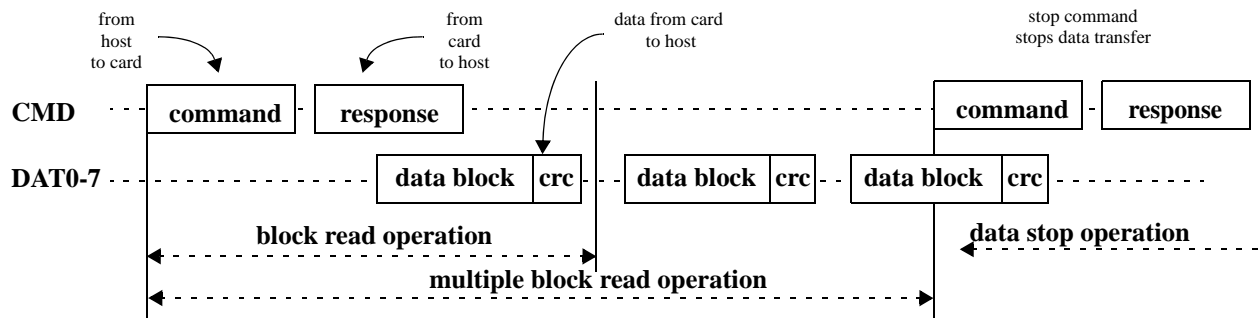 from
host
to card
from
card
to host
data from card
to host
stop command
stops data transfer
CMD
command
response
command
response
DAT0-7
data block
crc
data block
crc
data block
crc
block read operation
data stop operation
multiple block read operation